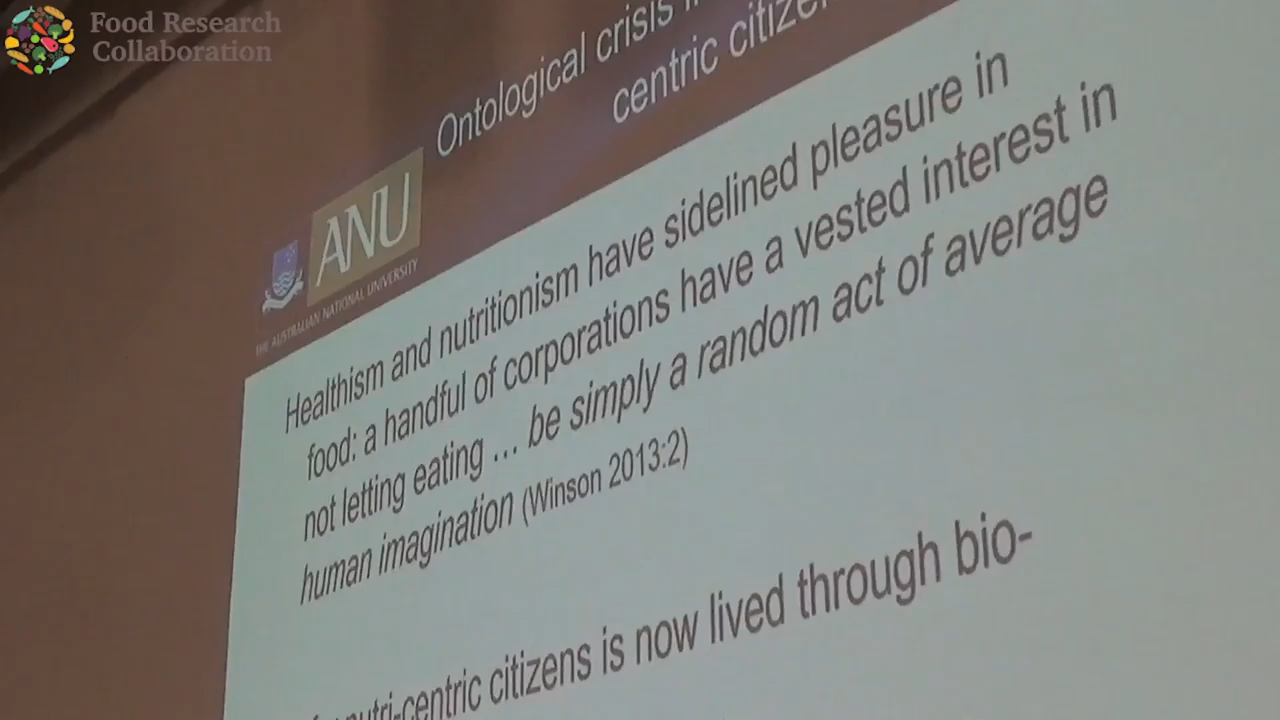 Food Research
Collaboration
Ontological crisis
centric
ANU
THE AUSTRALIAN NATIONAL UNIVERSITY
Healthism and nutritionism have sidelined pleasure in
food: a handful of corporations have a vested interest in
not letting eating ... be simply a random act of average
human imagination (Winson 2013:2)
nutri-centric citizens is now lived through bio-